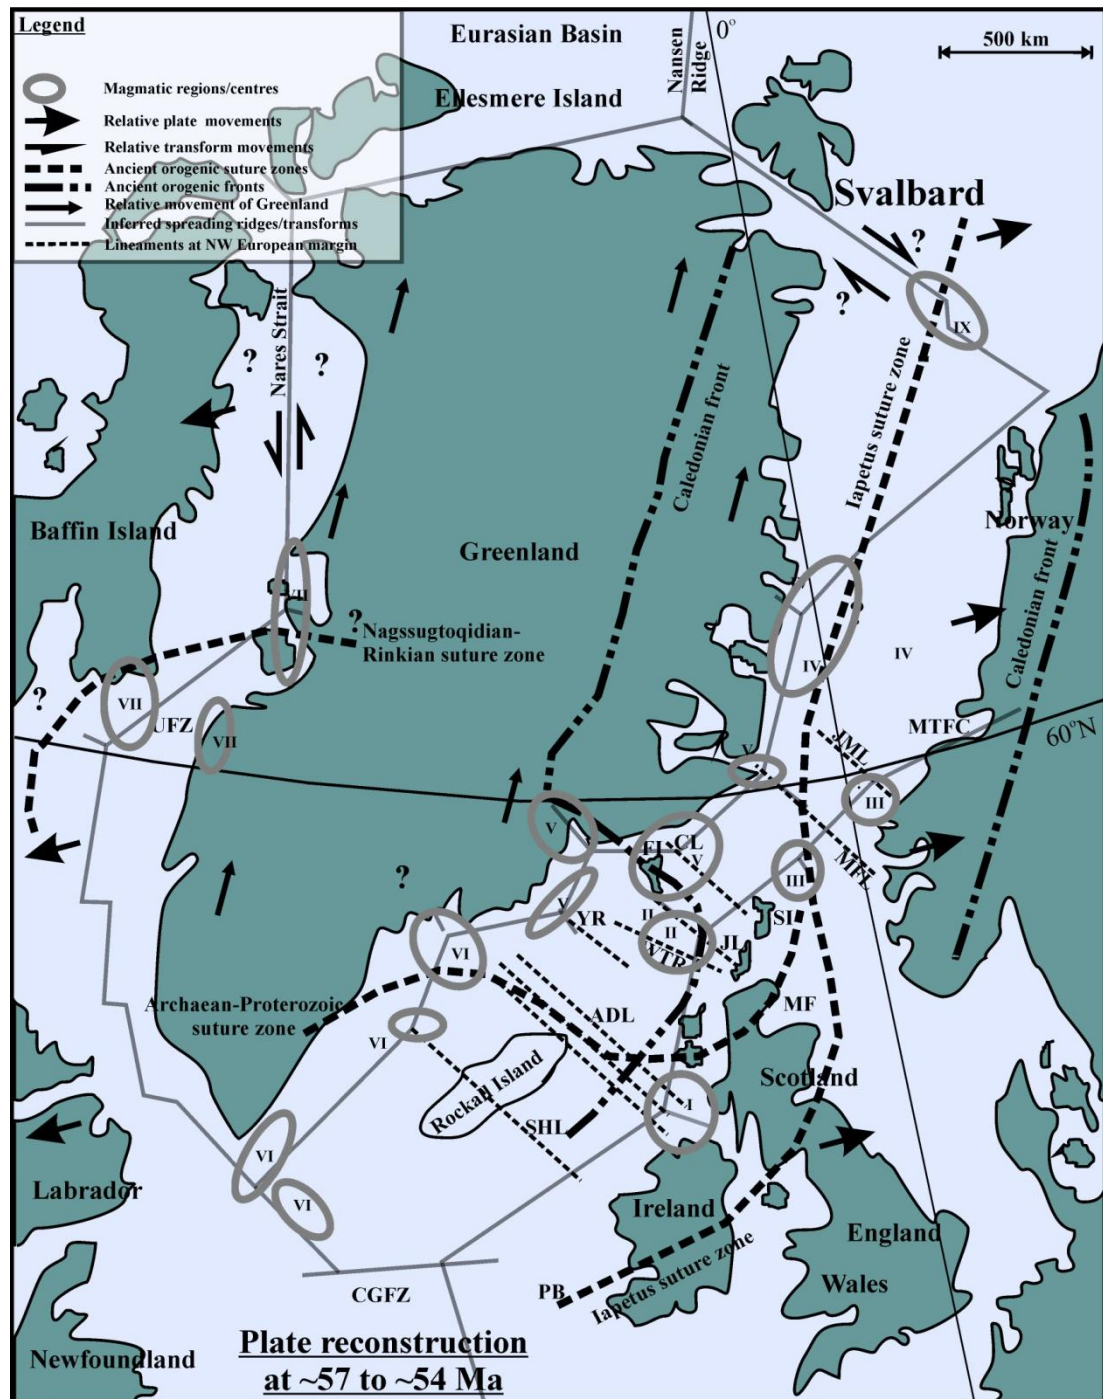 Legend
Magmatic regions/centres
Relative plate movements
Relative transform movements
Ancient orogenic suture zones
Ancient orogenic fronts
Relative movement of Greenland
Inferred spreading ridges/transforms
Lineaments at NW European margin
Eurasian Basin
Ellesmere Island
Nansen
Ridge
0°
500 km
Svalbard
?
?
IX
Nares Strait
?
?
Iapetus suture zone
Caledonian front
Norway
Caledonian front
Baffin Island
Greenland
VII
?
Nagssugtoqidian-
Rinkian suture zone
IV
IV
?
VII
UFZ
VII
MTFC
60°N
JML
V
III
V
FI
CL
V
MFL
?
III
V
YR
II
II
WTR
JL
SI
VI
Archaean-Proterozoic
suture zone
VI
ADL
MF
Rockall Island
SHL
I
Scotland
VI
VI
Labrador
Ireland
England
Wales
Iapetus suture zone
PB
CGFZ
Newfoundland
Plate reconstruction
at ~57 to ~54 Ma